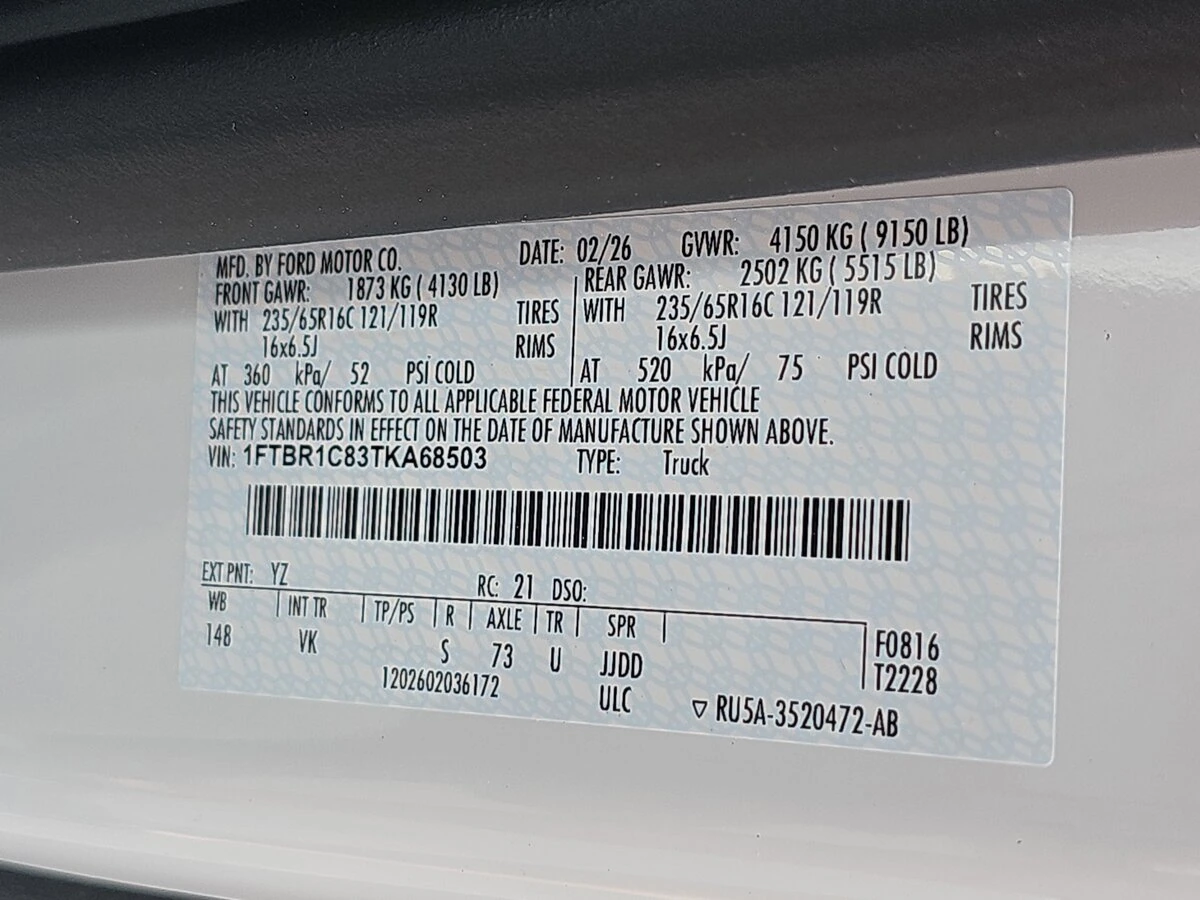 MFD. BY FORD MOTOR CO. DATE: 02/26 GVWR: 4150 KG ( 9150 LB)
FRONT GAWR: 1873 KG ( 4130 LB) REAR GAWR: 2502 KG ( 5515 LB)
WITH 235/65R16C 121/119R TIRES WITH 235/65R16C 121/119R TIRES
16x6.5J RIMS 16x6.5J RIMS
AT 360 kPa/ 52 PSI COLD AT 520 kPa/ 75 PSI COLD
THIS VEHICLE CONFORMS TO ALL APPLICABLE FEDERAL MOTOR VEHICLE
SAFETY STANDARDS IN EFFECT ON THE DATE OF MANUFACTURE SHOWN ABOVE.
VIN: 1FTBR1C83TKA68503 TYPE: Truck
EXT PNT: YZ RC: 21 DSO:
WB INT TR TP/PS R AXLE TR SPR
148 VK S 73 U JJDD F0816
1202602036172 ULC T2228
▽ RU5A-3520472-AB